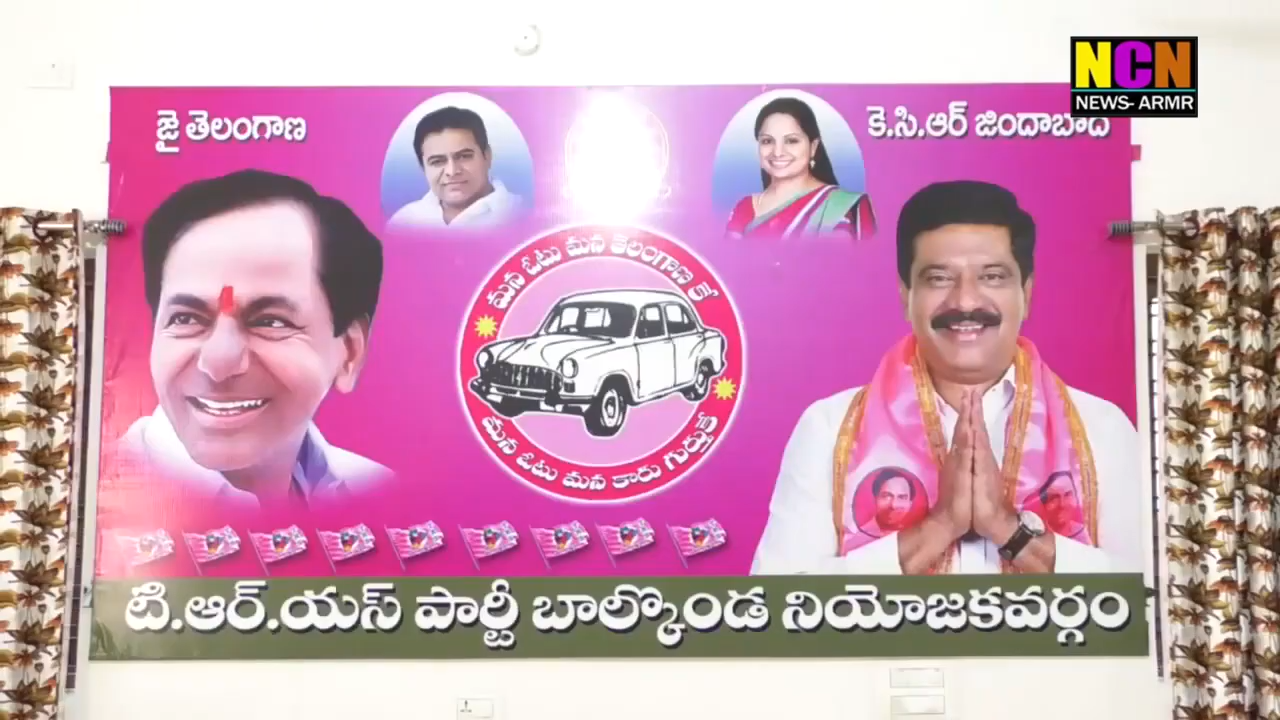 NCN
NEWS- ARMR
జై తెలంగాణ
కె.సి.ఆర్ జిందాబాద్
మన ఓటు మన తెలంగాణ కే
మన ఓటు మన కారు గుర్తుకే
టి.ఆర్.యస్ పార్టీ బాల్కొండ నియోజకవర్గం